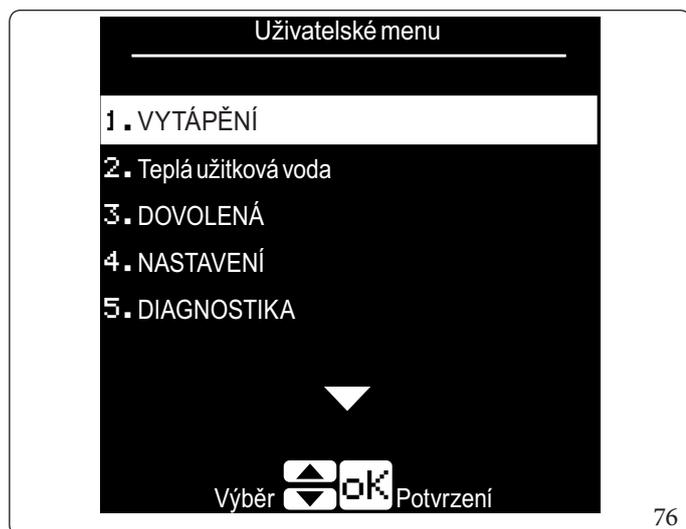 Uživatelské menu
1. VYTÁPĚNÍ
2. Teplá užitková voda
3. DOVOLENÁ
4. NASTAVENÍ
5. DIAGNOSTIKA
Výběr oK Potvrzení
76